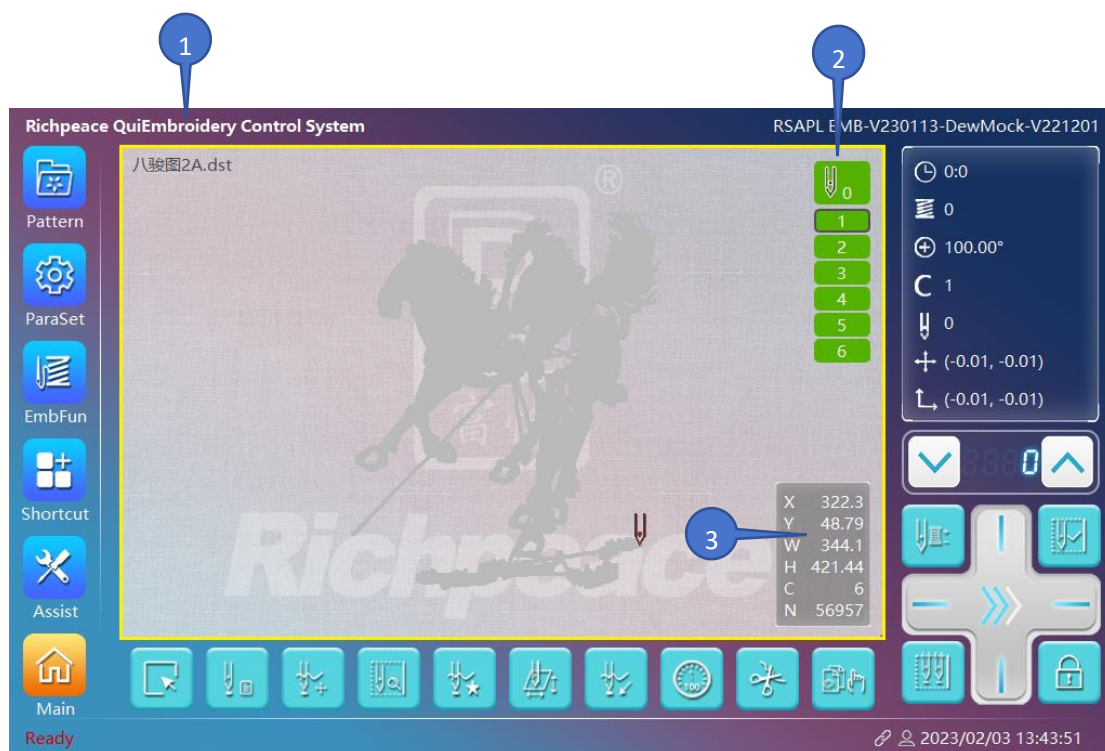 1
2
Richpeace QuiEmbroidery Control System
RSAPL EMB-V230113-DewMock-V221201
八骏图2A.dst
®
0
1
2
3
4
5
6
0:0
0
100.00°
C 1
0
(-0.01, -0.01)
(-0.01, -0.01)
0
Pattern
ParaSet
EmbFun
Shortcut
Assist
Main
富怡
Richpeace
3
X 322.3
Y 48.79
W 344.1
H 421.44
C 6
N 56957
100
Ready
2023/02/03 13:43:51